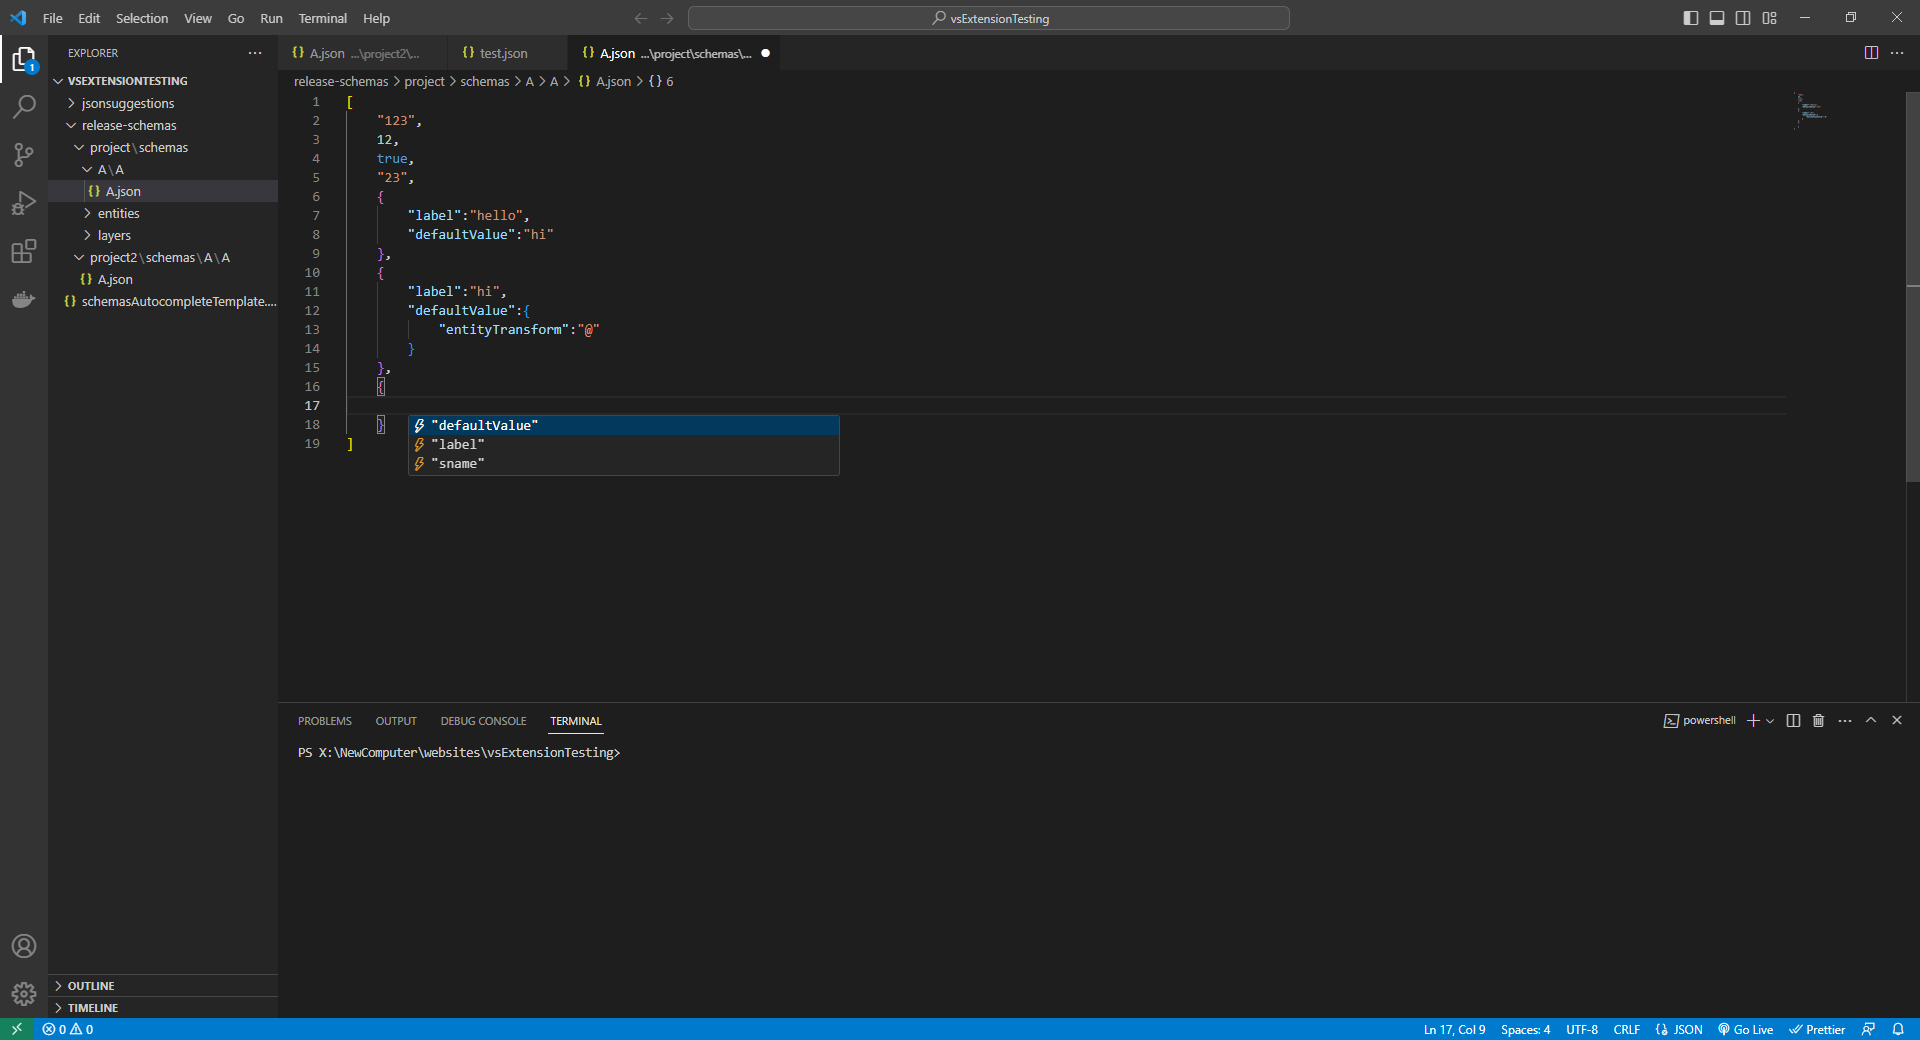 File Edit Selection View Go Run Terminal Help
vsExtensionTesting
1
EXPLORER
VSEXTENSIONTESTING
jsonsuggestions
release-schemas
project\schemas
A\A
A.json
entities
layers
project2\schemas\A\A
A.json
schemasAutocompleteTemplate....
OUTLINE
TIMELINE
A.json ...\project2\...
test.json
A.json ...\project\schemas\...
release-schemas > project > schemas > A > A > {} A.json > {} 6
1 [
2 "123",
3 12,
4 true,
5 "23",
6 {
7 "label":"hello",
8 "defaultValue":"hi"
9 },
10 {
11 "label":"hi",
12 "defaultValue":{
13 "entityTransform":"@"
14 }
15 },
16 {
17
18 }
19 ]
"defaultValue"
"label"
"sname"
PROBLEMS OUTPUT DEBUG CONSOLE TERMINAL
powershell
PS X:\NewComputer\websites\vsExtensionTesting>
0 0
Ln 17, Col 9 Spaces: 4 UTF-8 CRLF {} JSON Go Live Prettier